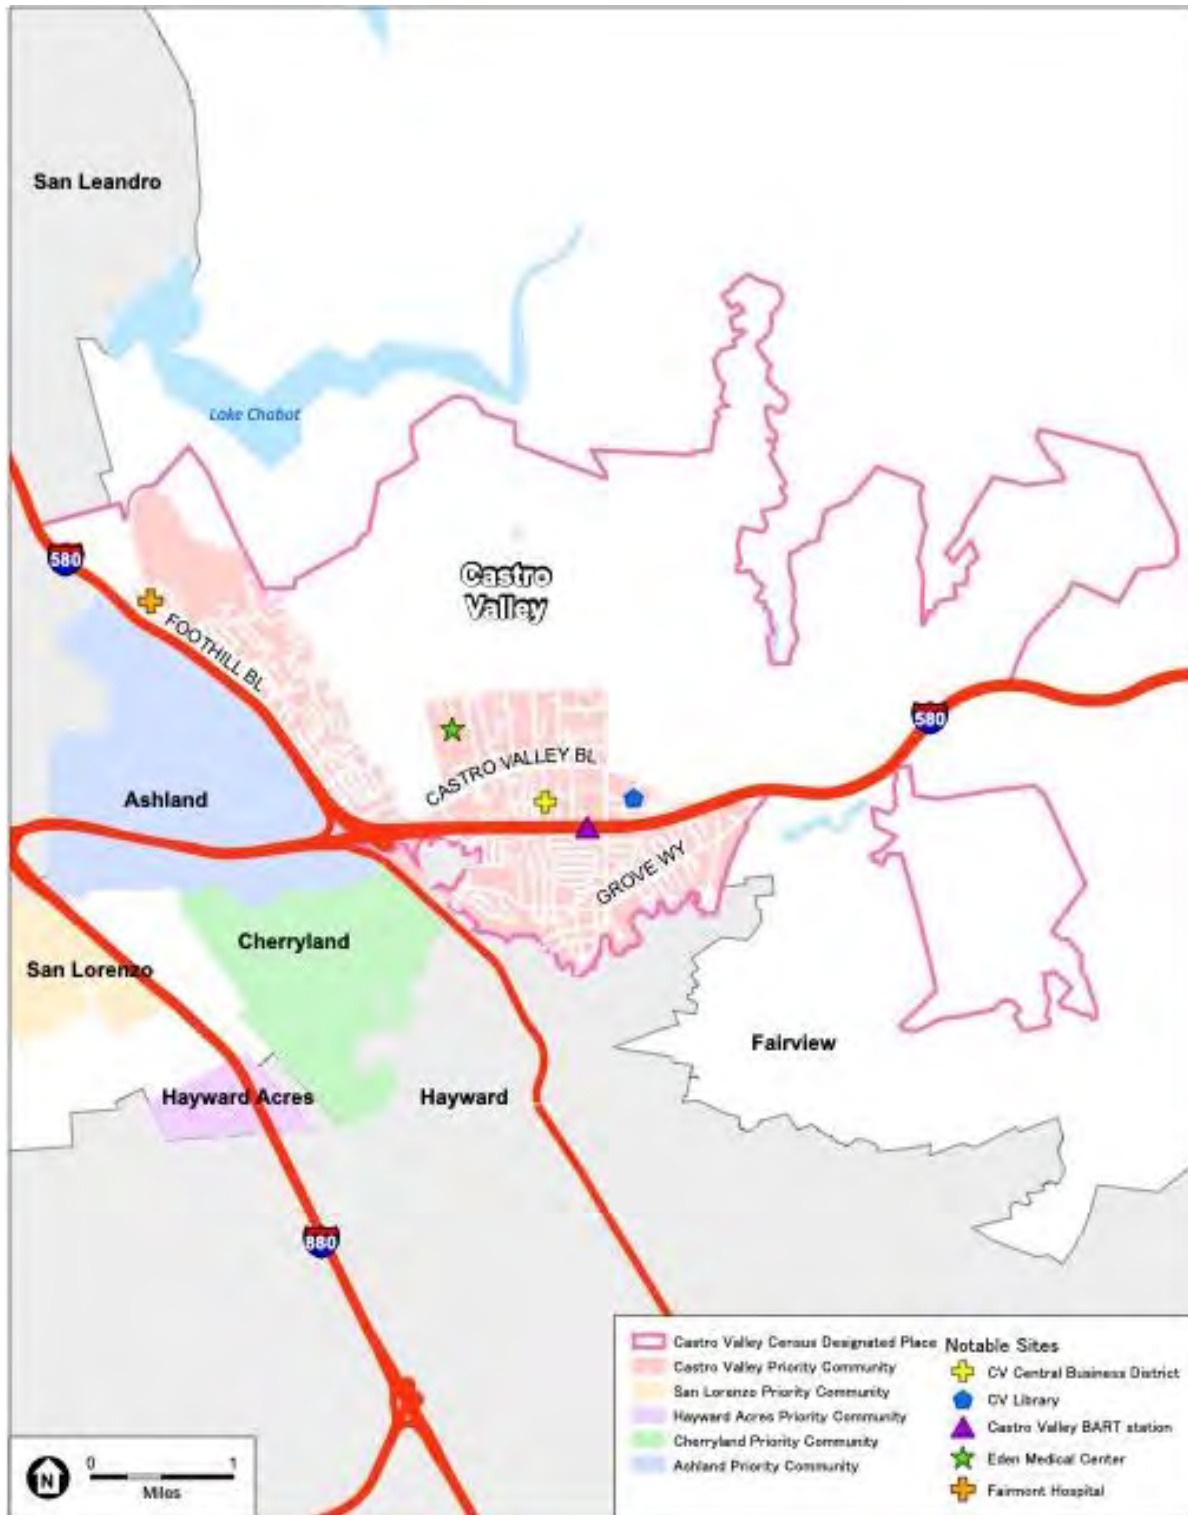 San Leandro
Lake Chabot
580
Castro
Valley
FOOTHILL BL
580
CASTRO VALLEY BL
Ashland
GROVE WY
Cherryland
San Lorenzo
Fairview
Hayward Acres
Hayward
880
Castro Valley Census Designated Place
Castro Valley Priority Community
San Lorenzo Priority Community
Hayward Acres Priority Community
Cherryland Priority Community
Ashland Priority Community
Notable Sites
CV Central Business District
CV Library
Castro Valley BART station
Eden Medical Center
Fairmont Hospital
N
0 1
Miles